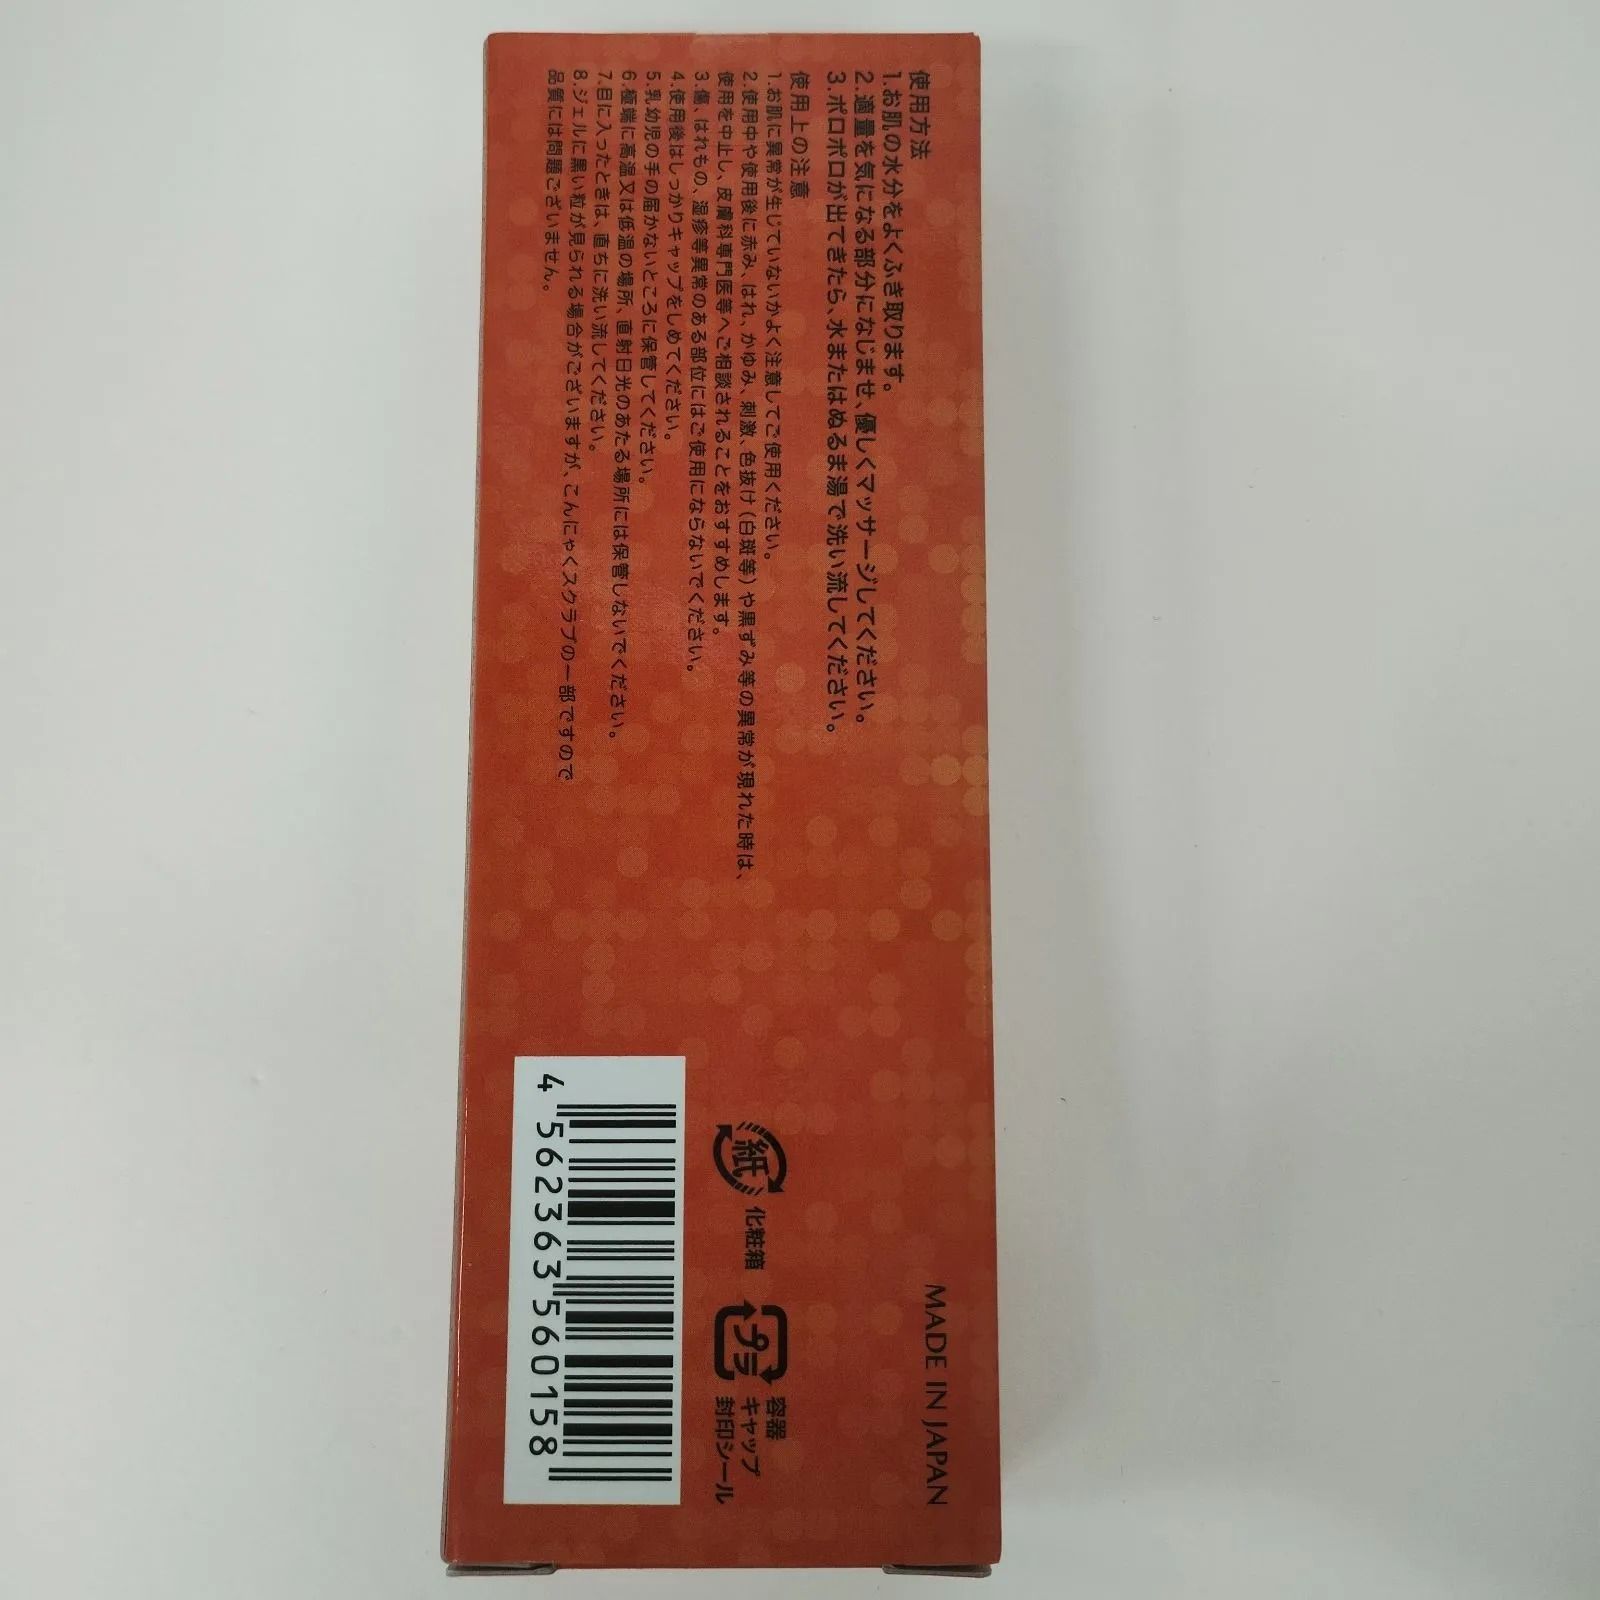 使用方法
1.お肌の水分をよくふき取ります。
2.適量を気になる部分になじませ、優しくマッサージしてください。
3.ポロポロが出てきたら、水またはぬるま湯で洗い流してください。
使用上の注意
1.お肌に異常が生じていないかよく注意してご使用ください。
2.使用中や使用後に赤み、はれ、かゆみ、刺激、色抜け(白斑等)や黒ずみ等の異常が現れた時は、
使用を中止し、皮膚科専門医等へご相談されることをおすすめします。
3.傷、はれもの、湿疹等異常のある部位にはご使用にならないでください。
4.使用後はしっかりキャップをしめてください。
5.乳幼児の手の届かないところに保管してください。
6.極端に高温又は低温の場所、直射日光のあたる場所には保管しないでください。
7.目に入ったときは、直ちに洗い流してください。
8.ジェルに黒い粒が見られる場合がございますが、こんにゃくスクラブの一部ですので
品質には問題ございません。
MADE IN JAPAN
紙
化粧箱
プラ
容器
キャップ
封印シール
4 562363 560158